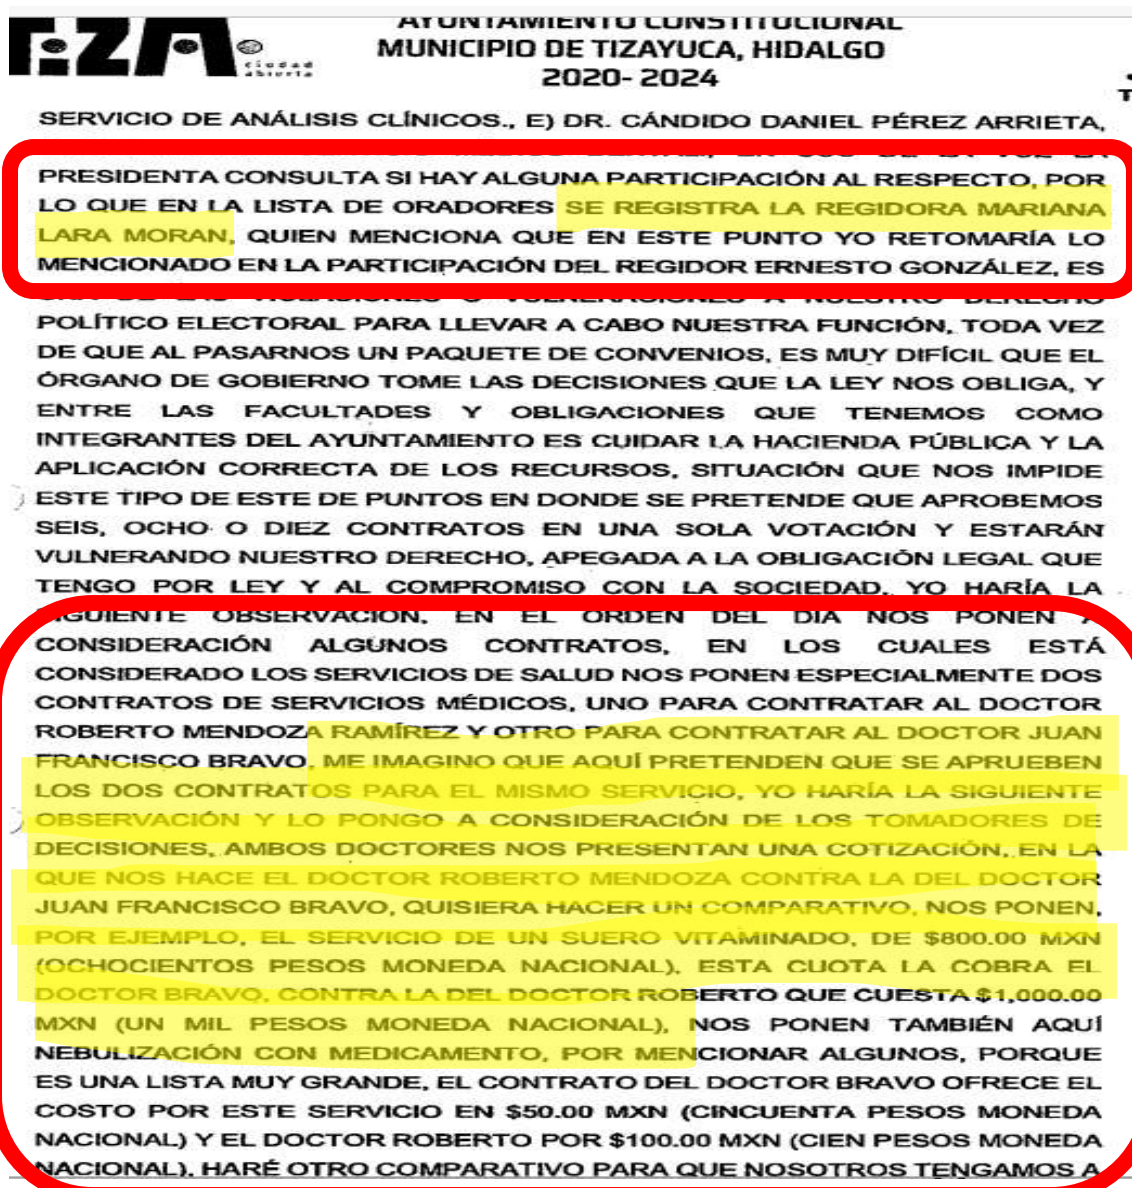 TIZA
ciudad
abierta
AYUNTAMIENTO CONSTITUCIONAL
MUNICIPIO DE TIZAYUCA, HIDALGO
2020- 2024
SERVICIO DE ANÁLISIS CLÍNICOS., E) DR. CÁNDIDO DANIEL PÉREZ ARRIETA,
PRESIDENTA CONSULTA SI HAY ALGUNA PARTICIPACIÓN AL RESPECTO, POR
LO QUE EN LA LISTA DE ORADORES SE REGISTRA LA REGIDORA MARIANA
LARA MORAN, QUIEN MENCIONA QUE EN ESTE PUNTO YO RETOMARÍA LO
MENCIONADO EN LA PARTICIPACIÓN DEL REGIDOR ERNESTO GONZÁLEZ, ES
UNA DE LAS VIOLACIONES O VULNERACIONES A NUESTRO DERECHO
POLÍTICO ELECTORAL PARA LLEVAR A CABO NUESTRA FUNCIÓN, TODA VEZ
DE QUE AL PASARNOS UN PAQUETE DE CONVENIOS, ES MUY DIFÍCIL QUE EL
ÓRGANO DE GOBIERNO TOME LAS DECISIONES QUE LA LEY NOS OBLIGA, Y
ENTRE LAS FACULTADES Y OBLIGACIONES QUE TENEMOS COMO
INTEGRANTES DEL AYUNTAMIENTO ES CUIDAR LA HACIENDA PÚBLICA Y LA
APLICACIÓN CORRECTA DE LOS RECURSOS, SITUACIÓN QUE NOS IMPIDE
ESTE TIPO DE ESTE DE PUNTOS EN DONDE SE PRETENDE QUE APROBEMOS
SEIS, OCHO O DIEZ CONTRATOS EN UNA SOLA VOTACIÓN Y ESTARÁN
VULNERANDO NUESTRO DERECHO, APEGADA A LA OBLIGACIÓN LEGAL QUE
TENGO POR LEY Y AL COMPROMISO CON LA SOCIEDAD, YO HARÍA LA
SIGUIENTE OBSERVACIÓN, EN EL ORDEN DEL DIA NOS PONEN A
CONSIDERACIÓN ALGUNOS CONTRATOS, EN LOS CUALES ESTÁ
CONSIDERADO LOS SERVICIOS DE SALUD NOS PONEN ESPECIALMENTE DOS
CONTRATOS DE SERVICIOS MÉDICOS, UNO PARA CONTRATAR AL DOCTOR
ROBERTO MENDOZA RAMÍREZ Y OTRO PARA CONTRATAR AL DOCTOR JUAN
FRANCISCO BRAVO, ME IMAGINO QUE AQUÍ PRETENDEN QUE SE APRUEBEN
LOS DOS CONTRATOS PARA EL MISMO SERVICIO, YO HARÍA LA SIGUIENTE
OBSERVACIÓN Y LO PONGO A CONSIDERACIÓN DE LOS TOMADORES DE
DECISIONES, AMBOS DOCTORES NOS PRESENTAN UNA COTIZACIÓN, EN LA
QUE NOS HACE EL DOCTOR ROBERTO MENDOZA CONTRA LA DEL DOCTOR
JUAN FRANCISCO BRAVO, QUISIERA HACER UN COMPARATIVO, NOS PONEN,
POR EJEMPLO, EL SERVICIO DE UN SUERO VITAMINADO, DE $800.00 MXN
(OCHOCIENTOS PESOS MONEDA NACIONAL), ESTA CUOTA LA COBRA EL
DOCTOR BRAVO, CONTRA LA DEL DOCTOR ROBERTO QUE CUESTA $1,000.00
MXN (UN MIL PESOS MONEDA NACIONAL), NOS PONEN TAMBIÉN AQUÍ
NEBULIZACIÓN CON MEDICAMENTO, POR MENCIONAR ALGUNOS, PORQUE
ES UNA LISTA MUY GRANDE, EL CONTRATO DEL DOCTOR BRAVO OFRECE EL
COSTO POR ESTE SERVICIO EN $50.00 MXN (CINCUENTA PESOS MONEDA
NACIONAL) Y EL DOCTOR ROBERTO POR $100.00 MXN (CIEN PESOS MONEDA
NACIONAL), HARÉ OTRO COMPARATIVO PARA QUE NOSOTROS TENGAMOS A